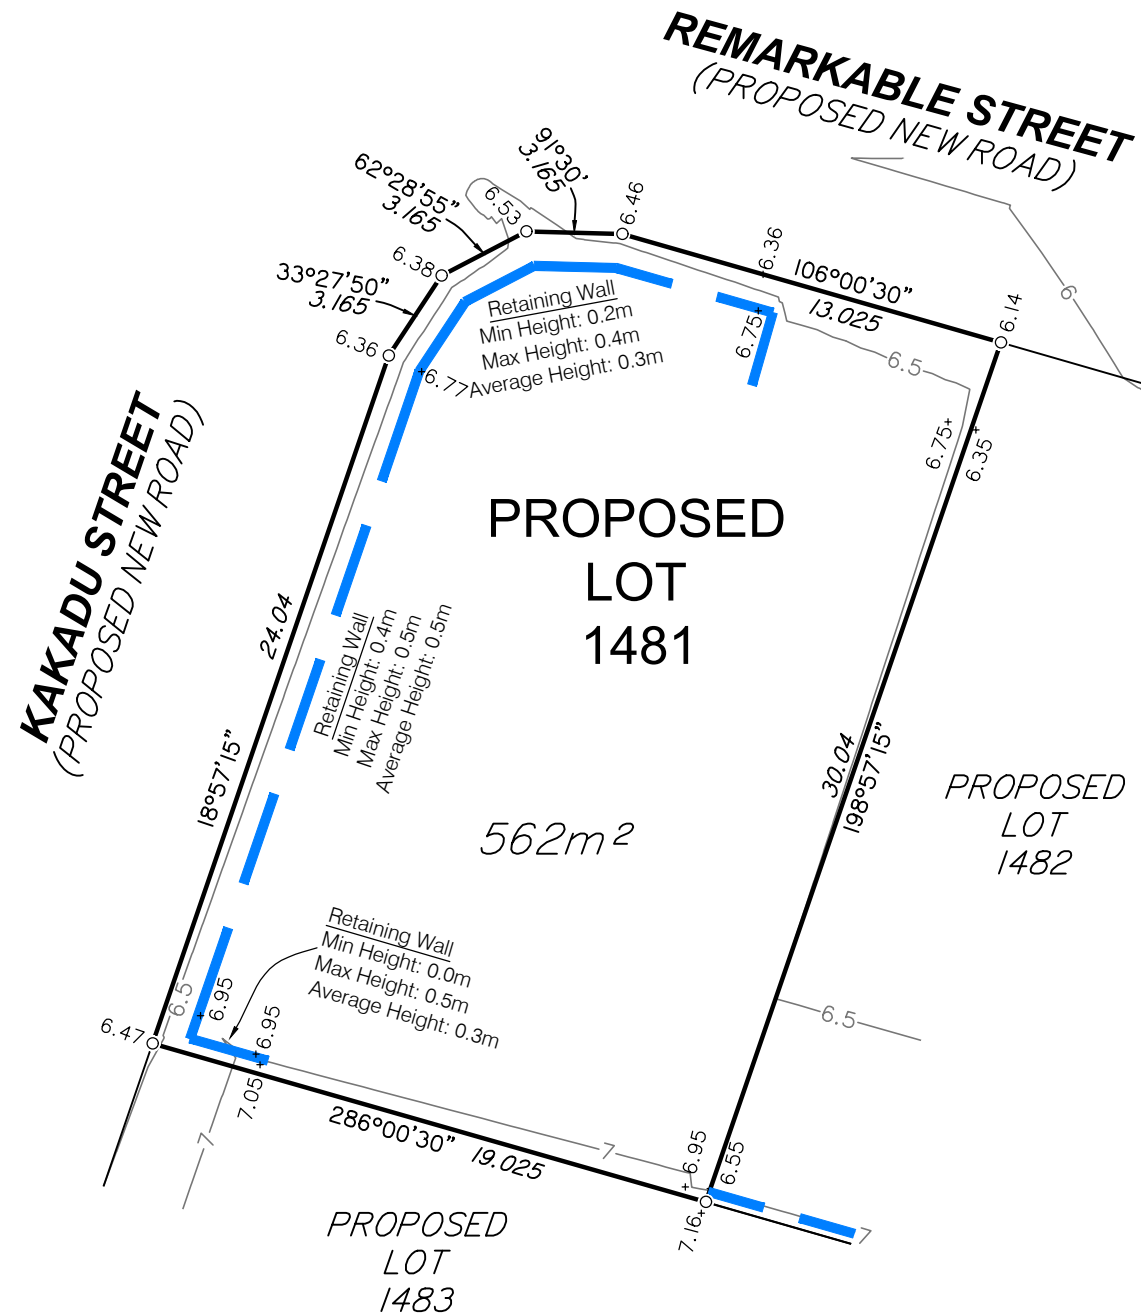 REMARKABLE STREET
(PROPOSED NEW ROAD)
91°30'
3.165
62°28'55"
3.165
6.53
6.46
6.36
106°00'30"
13.025
6.14
6
6.38
33°27'50"
3.165
6.36
Retaining Wall
Min Height: 0.2m
Max Height: 0.4m
Average Height: 0.3m
6.75
6.77
6.5
6.75
6.35
KAKADU STREET
(PROPOSED NEW ROAD)
PROPOSED
LOT
1481
24.04
18°57'15"
Retaining Wall
Min Height: 0.4m
Max Height: 0.5m
Average Height: 0.5m
30.04
198°57'15"
PROPOSED
LOT
1482
562m²
Retaining Wall
Min Height: 0.0m
Max Height: 0.5m
Average Height: 0.3m
6.5
6.95
6.95
6.5
6.47
7.05
7
286°00'30"
19.025
7
6.95
6.55
7.16
7
PROPOSED
LOT
1483